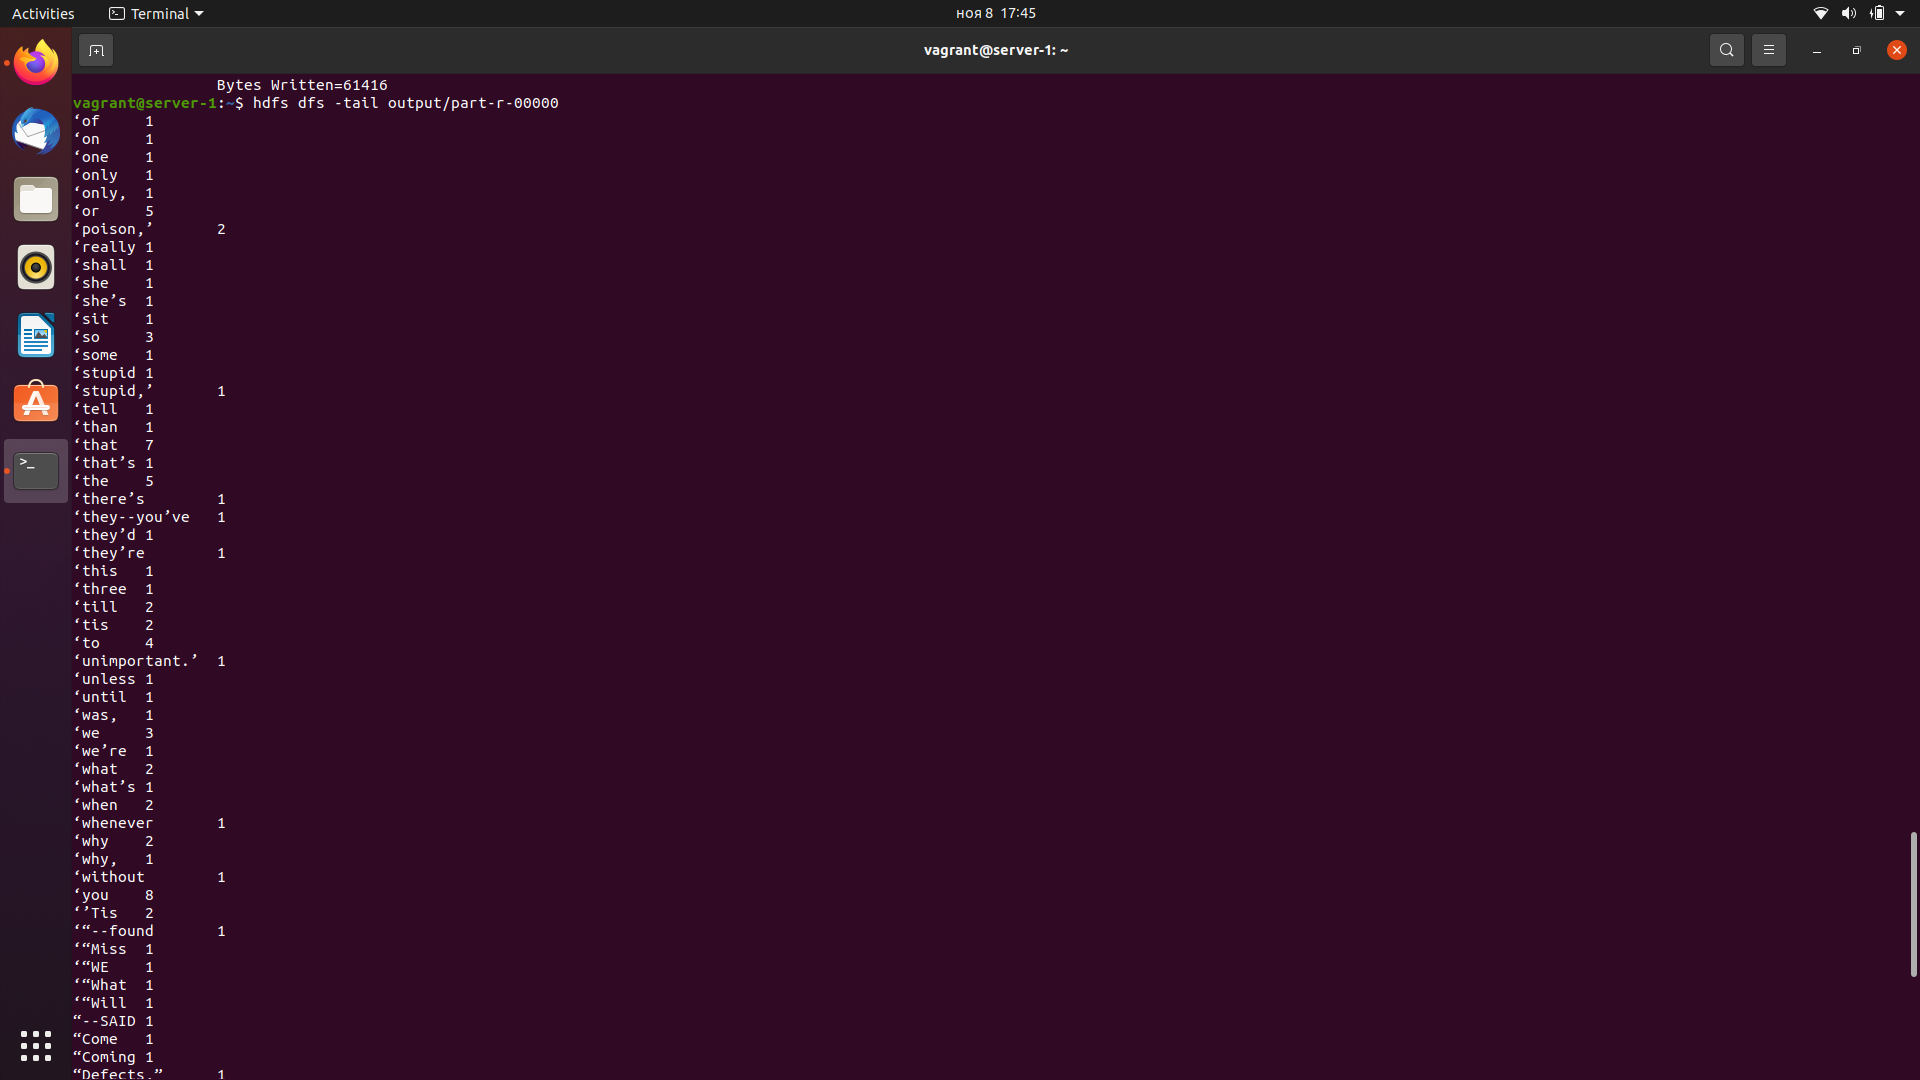 Activities Terminal ноя 8 17:45
vagrant@server-1: ~
Bytes Written=61416
vagrant@server-1:~$ hdfs dfs -tail output/part-r-00000
‘of 1
‘on 1
‘one 1
‘only 1
‘only, 1
‘or 5
‘poison,’ 2
‘really 1
‘shall 1
‘she 1
‘she’s 1
‘sit 1
‘so 3
‘some 1
‘stupid 1
‘stupid,’ 1
‘tell 1
‘than 1
‘that 7
‘that’s 1
‘the 5
‘there’s 1
‘they--you’ve 1
‘they’d 1
‘they’re 1
‘this 1
‘three 1
‘till 2
‘tis 2
‘to 4
‘unimportant.’ 1
‘unless 1
‘until 1
‘was, 1
‘we 3
‘we’re 1
‘what 2
‘what’s 1
‘when 2
‘whenever 1
‘why 2
‘why, 1
‘without 1
‘you 8
‘’Tis 2
‘“--found 1
‘“Miss 1
‘“WE 1
‘“What 1
‘“Will 1
“--SAID 1
“Come 1
“Coming 1
“Defects,” 1